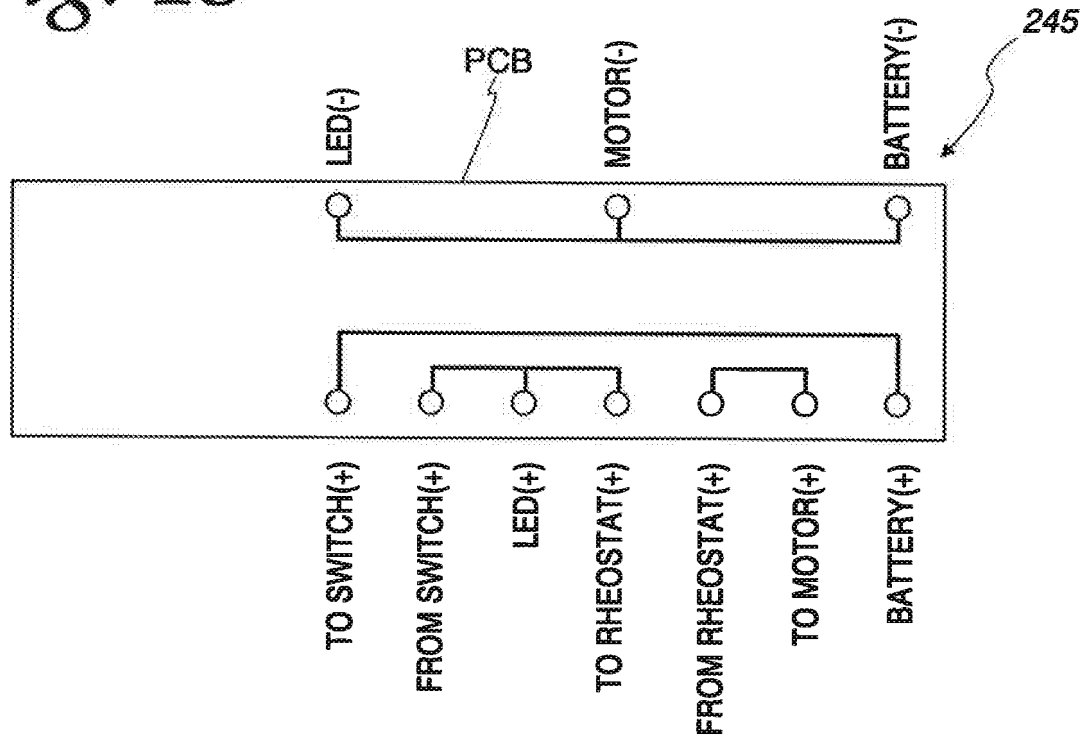 245
PCB
LED(-)
MOTOR(-)
BATTERY(-)
TO SWITCH(+)
FROM SWITCH(+)
LED(+)
TO RHEOSTAT(+)
FROM RHEOSTAT(+)
TO MOTOR(+)
BATTERY(+)